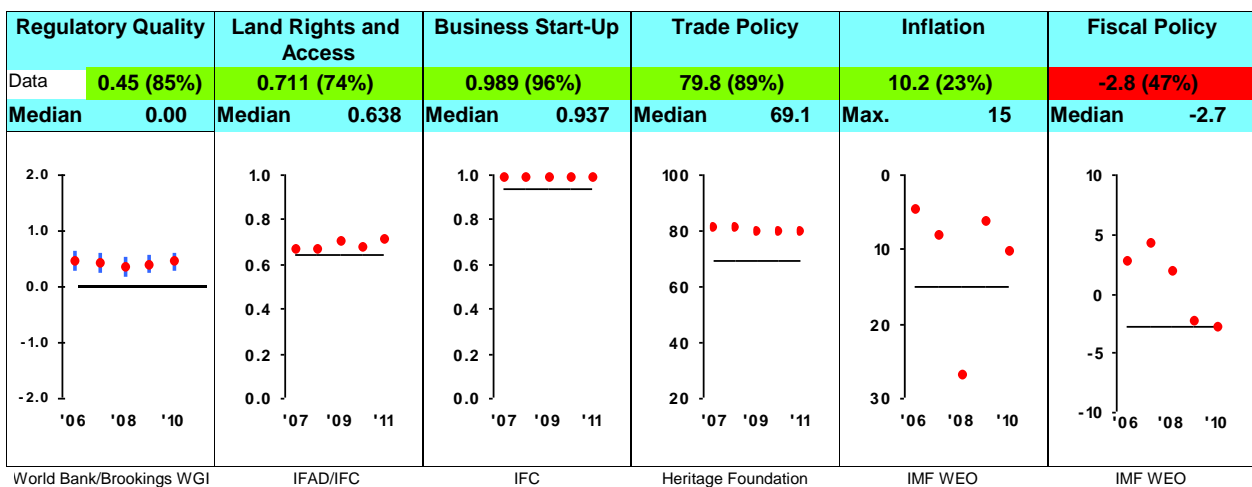 Regulatory Quality
Land Rights and
Access
Business Start-Up
Trade Policy
Inflation
Fiscal Policy
Data 0.45 (85%)
0.711 (74%)
0.989 (96%)
79.8 (89%)
10.2 (23%)
-2.8 (47%)
Median 0.00
Median 0.638
Median 0.937
Median 69.1
Max. 15
Median -2.7
2.0
1.0
0.0
-1.0
-2.0
'06 '08 '10
1.0
0.8
0.6
0.4
0.2
0.0
'07 '09 '11
1.0
0.8
0.6
0.4
0.2
0.0
'07 '09 '11
100
80
60
40
20
'07 '09 '11
0
10
20
30
'06 '08 '10
10
5
0
-5
-10
'06 '08 '10
World Bank/Brookings WGI
IFAD/IFC
IFC
Heritage Foundation
IMF WEO
IMF WEO